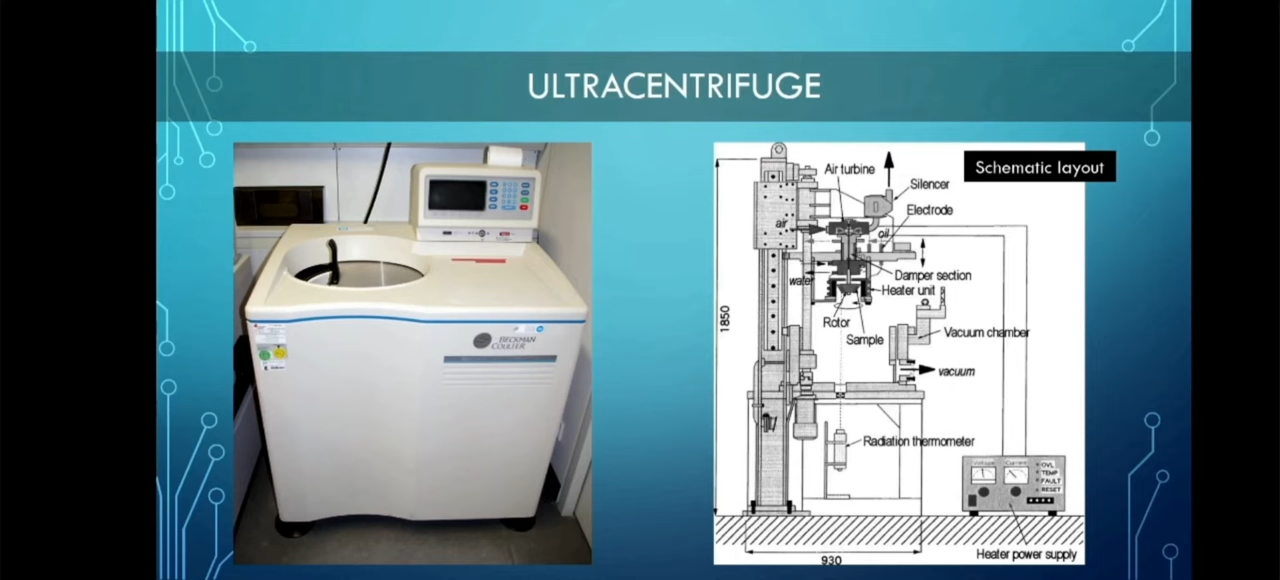 ULTRACENTRIFUGE
BECKMAN
COULTER
Schematic layout
Air turbine
Silencer
Electrode
air
oil
Damper section
water
Heater unit
Rotor
Sample
Vacuum chamber
vacuum
1850
Radiation thermometer
Current
OVL
TEMP
FAULT
RESET
Heater power supply
930